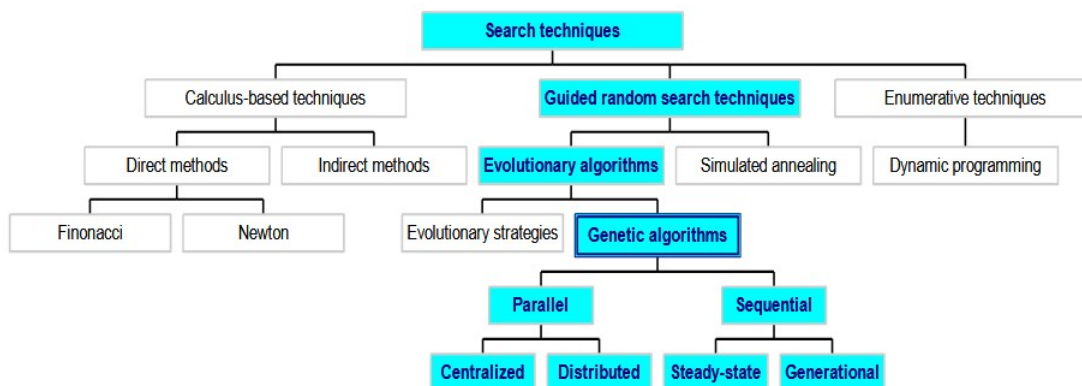 Search techniques
Calculus-based techniques
Guided random search techniques
Enumerative techniques
Direct methods
Indirect methods
Evolutionary algorithms
Simulated annealing
Dynamic programming
Finonacci
Newton
Evolutionary strategies
Genetic algorithms
Parallel
Sequential
Centralized
Distributed
Steady-state
Generational